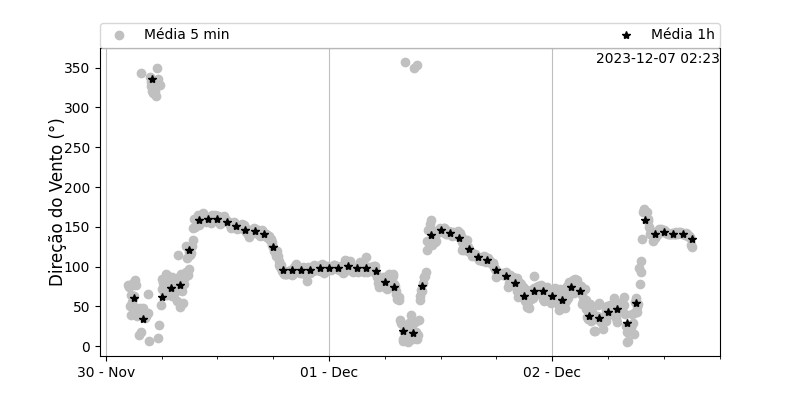 Média 5 min
Média 1h
2023-12-07 02:23
Direção do Vento (°)
350
300
250
200
150
100
50
0
30 - Nov
01 - Dec
02 - Dec